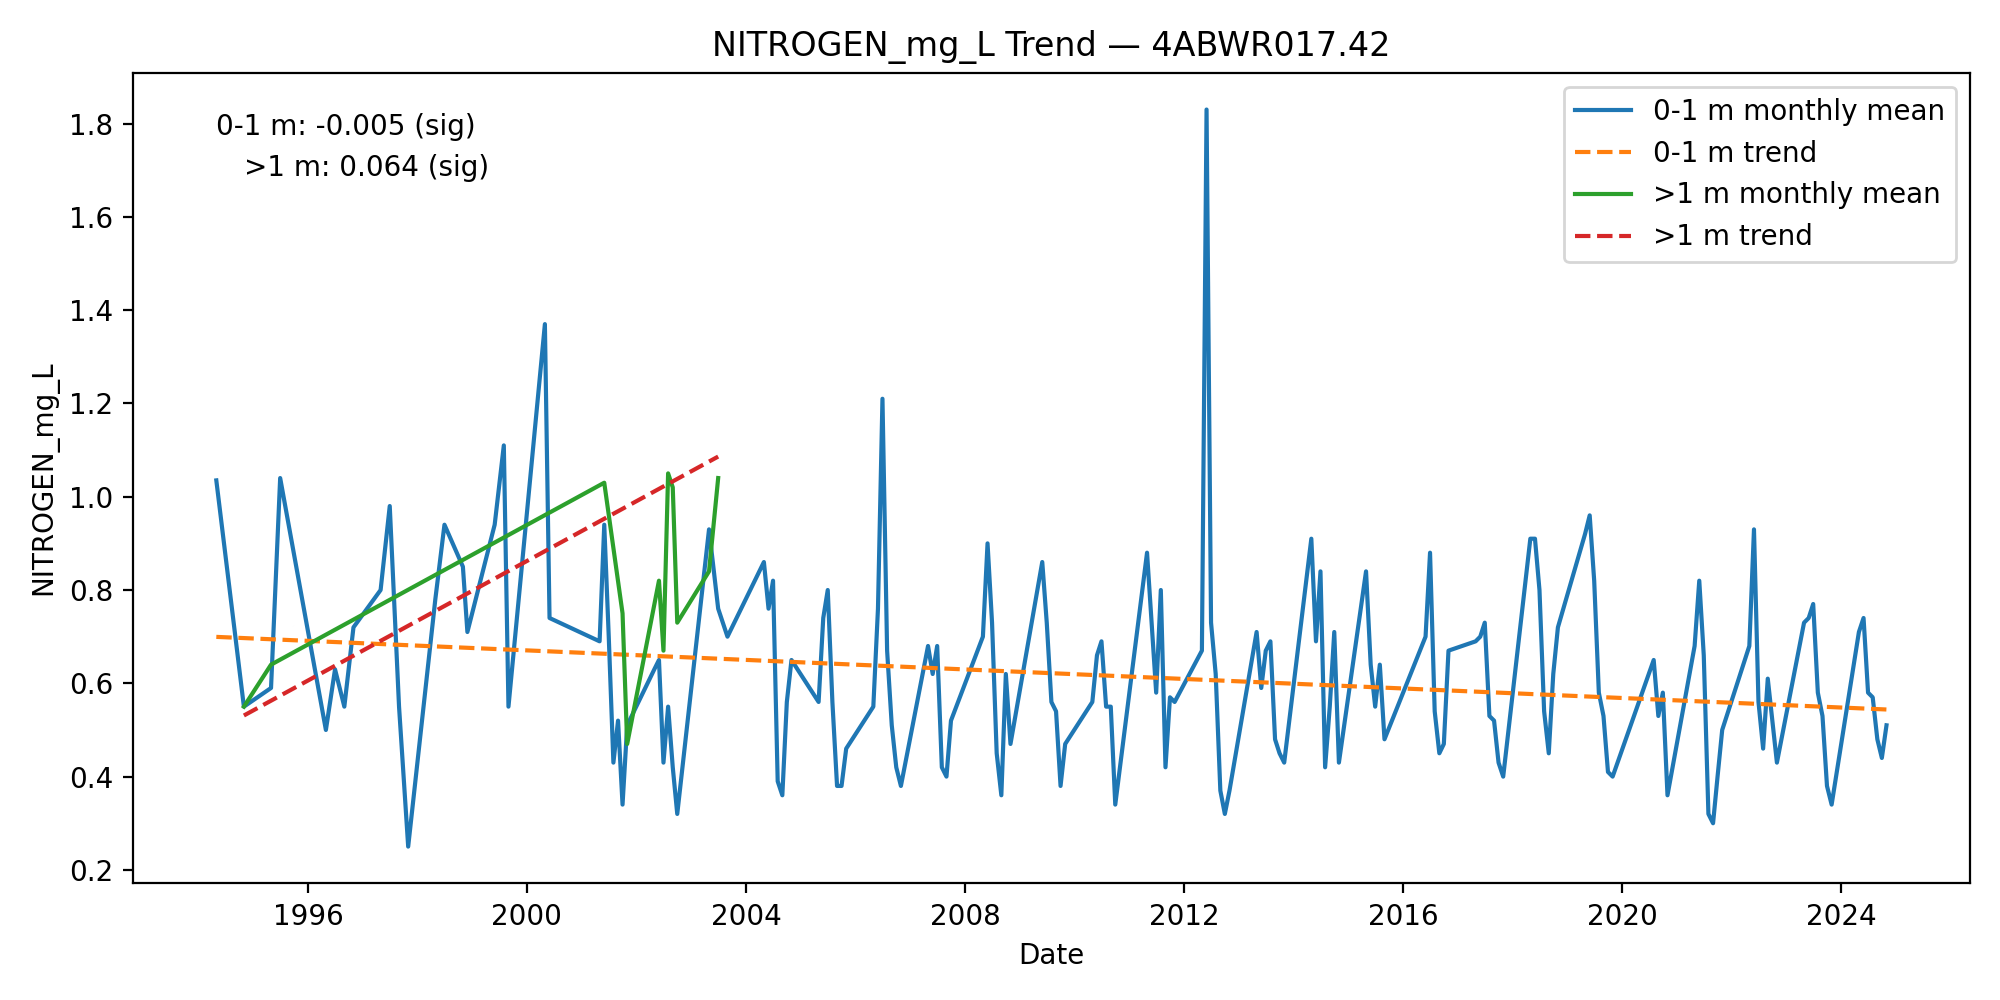 NITROGEN_mg_L Trend — 4ABWR017.42
0-1 m: -0.005 (sig)
>1 m: 0.064 (sig)
0-1 m monthly mean
0-1 m trend
>1 m monthly mean
>1 m trend
NITROGEN_mg_L
1.8
1.6
1.4
1.2
1.0
0.8
0.6
0.4
0.2
1996 2000 2004 2008 2012 2016 2020 2024
Date